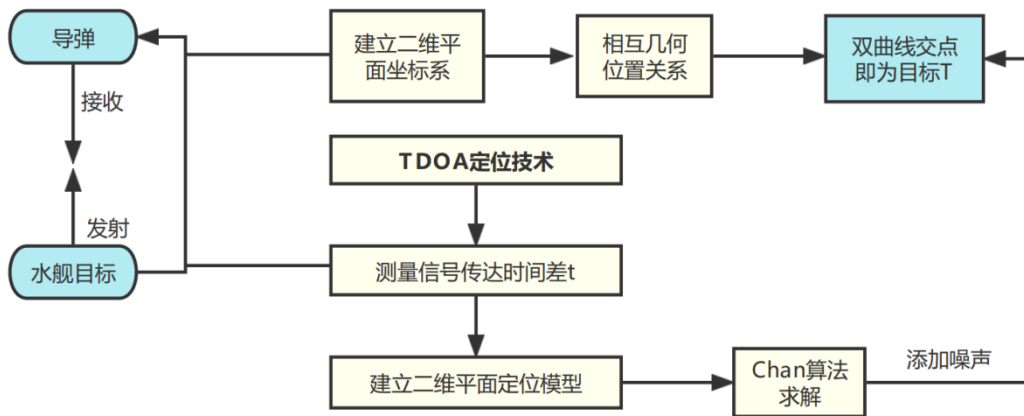 导弹
建立二维平
面坐标系
相互几何
位置关系
双曲线交点
即为目标T
接收
TDOA定位技术
发射
水舰目标
测量信号传达时间差t
建立二维平面定位模型
Chan算法
求解
添加噪声